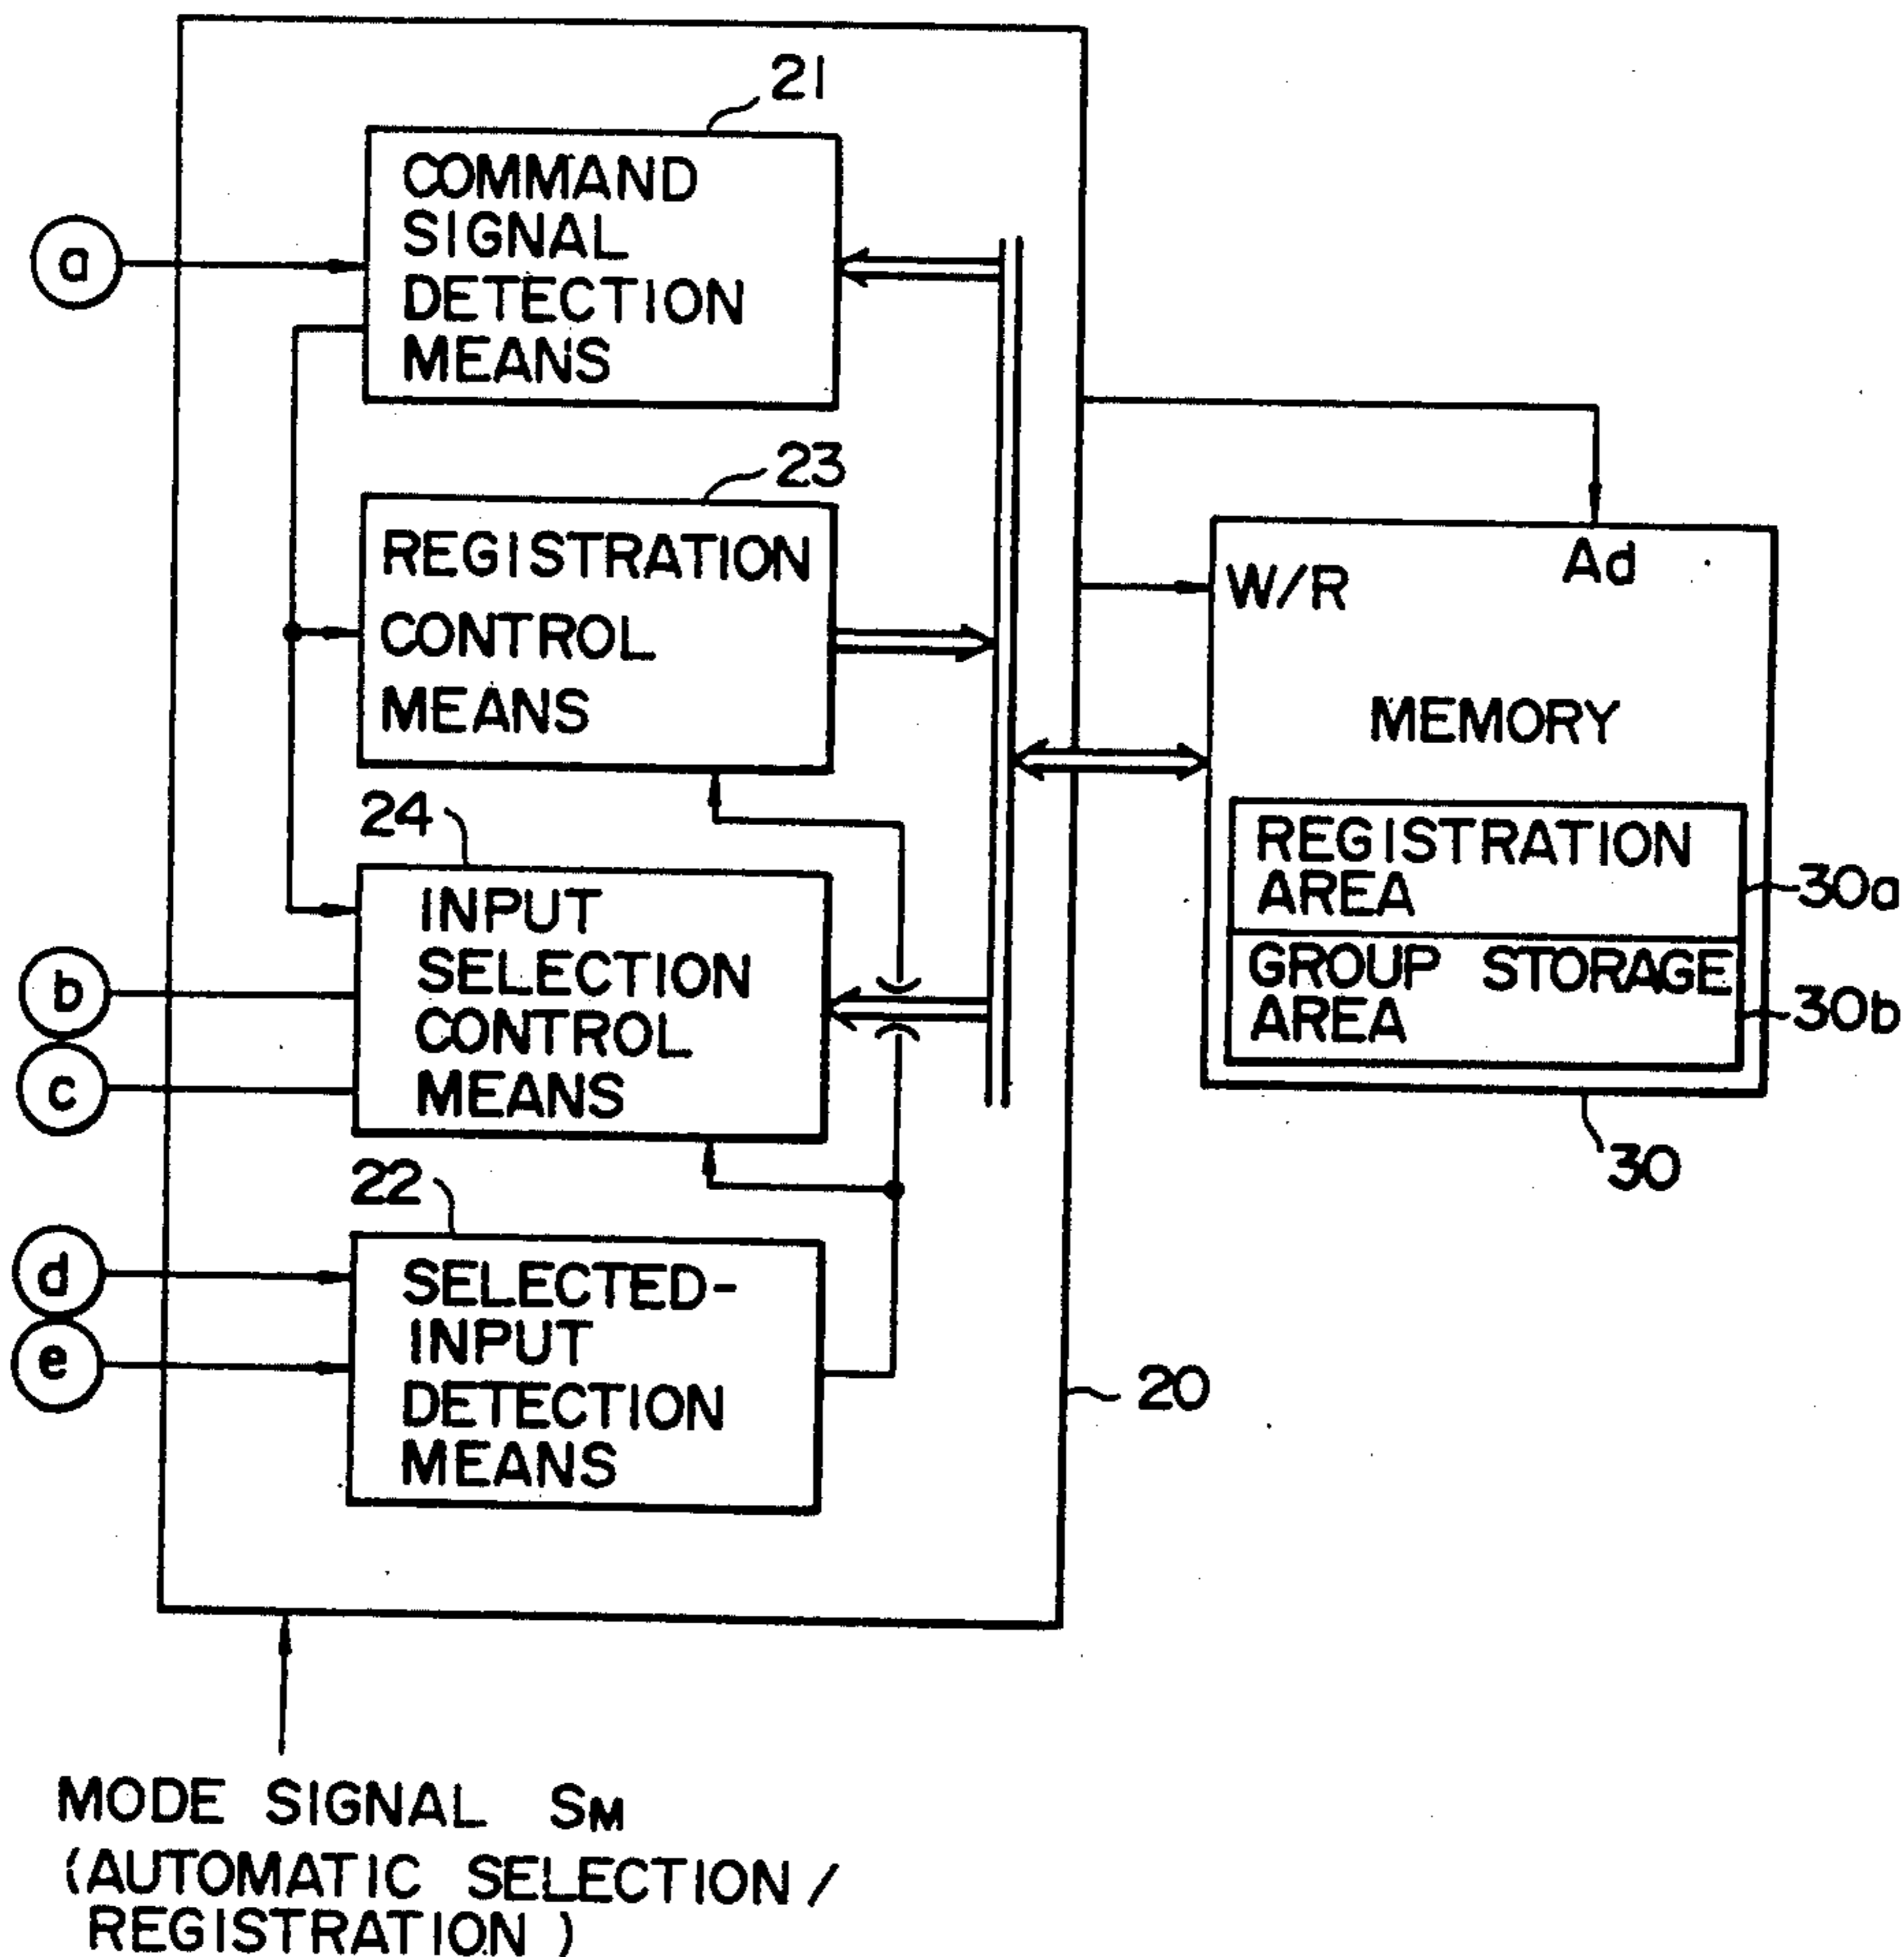 21
COMMAND
SIGNAL
DETECTION
MEANS
a
23
REGISTRATION
CONTROL
MEANS
Ad
W/R
MEMORY
24
INPUT
SELECTION
CONTROL
MEANS
b
c
REGISTRATION
AREA
30a
GROUP STORAGE
AREA
30b
30
22
SELECTED-
INPUT
DETECTION
MEANS
d
e
20
MODE SIGNAL SM
(AUTOMATIC SELECTION /
REGISTRATION )